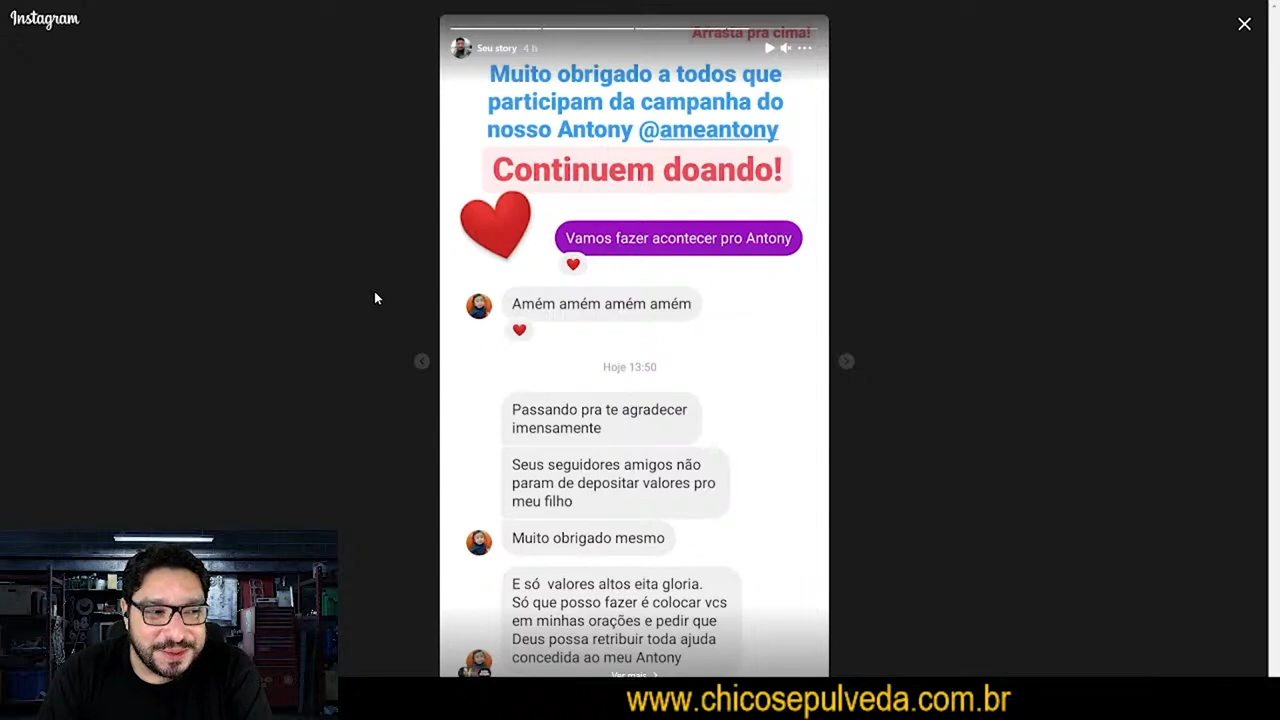 Instagram
Arrasta pra cima!
Seu story 4 h
Muito obrigado a todos que
participam da campanha do
nosso Antony @ameantony
Continuem doando!
Vamos fazer acontecer pro Antony
Amém amém amém amém
Hoje 13:50
Passando pra te agradecer
imensamente
Seus seguidores amigos não
param de depositar valores pro
meu filho
Muito obrigado mesmo
E só valores altos eita gloria.
Só que posso fazer é colocar vcs
em minhas orações e pedir que
Deus possa retribuir toda ajuda
concedida ao meu Antony
Ver mais
www.chicosepulveda.com.br